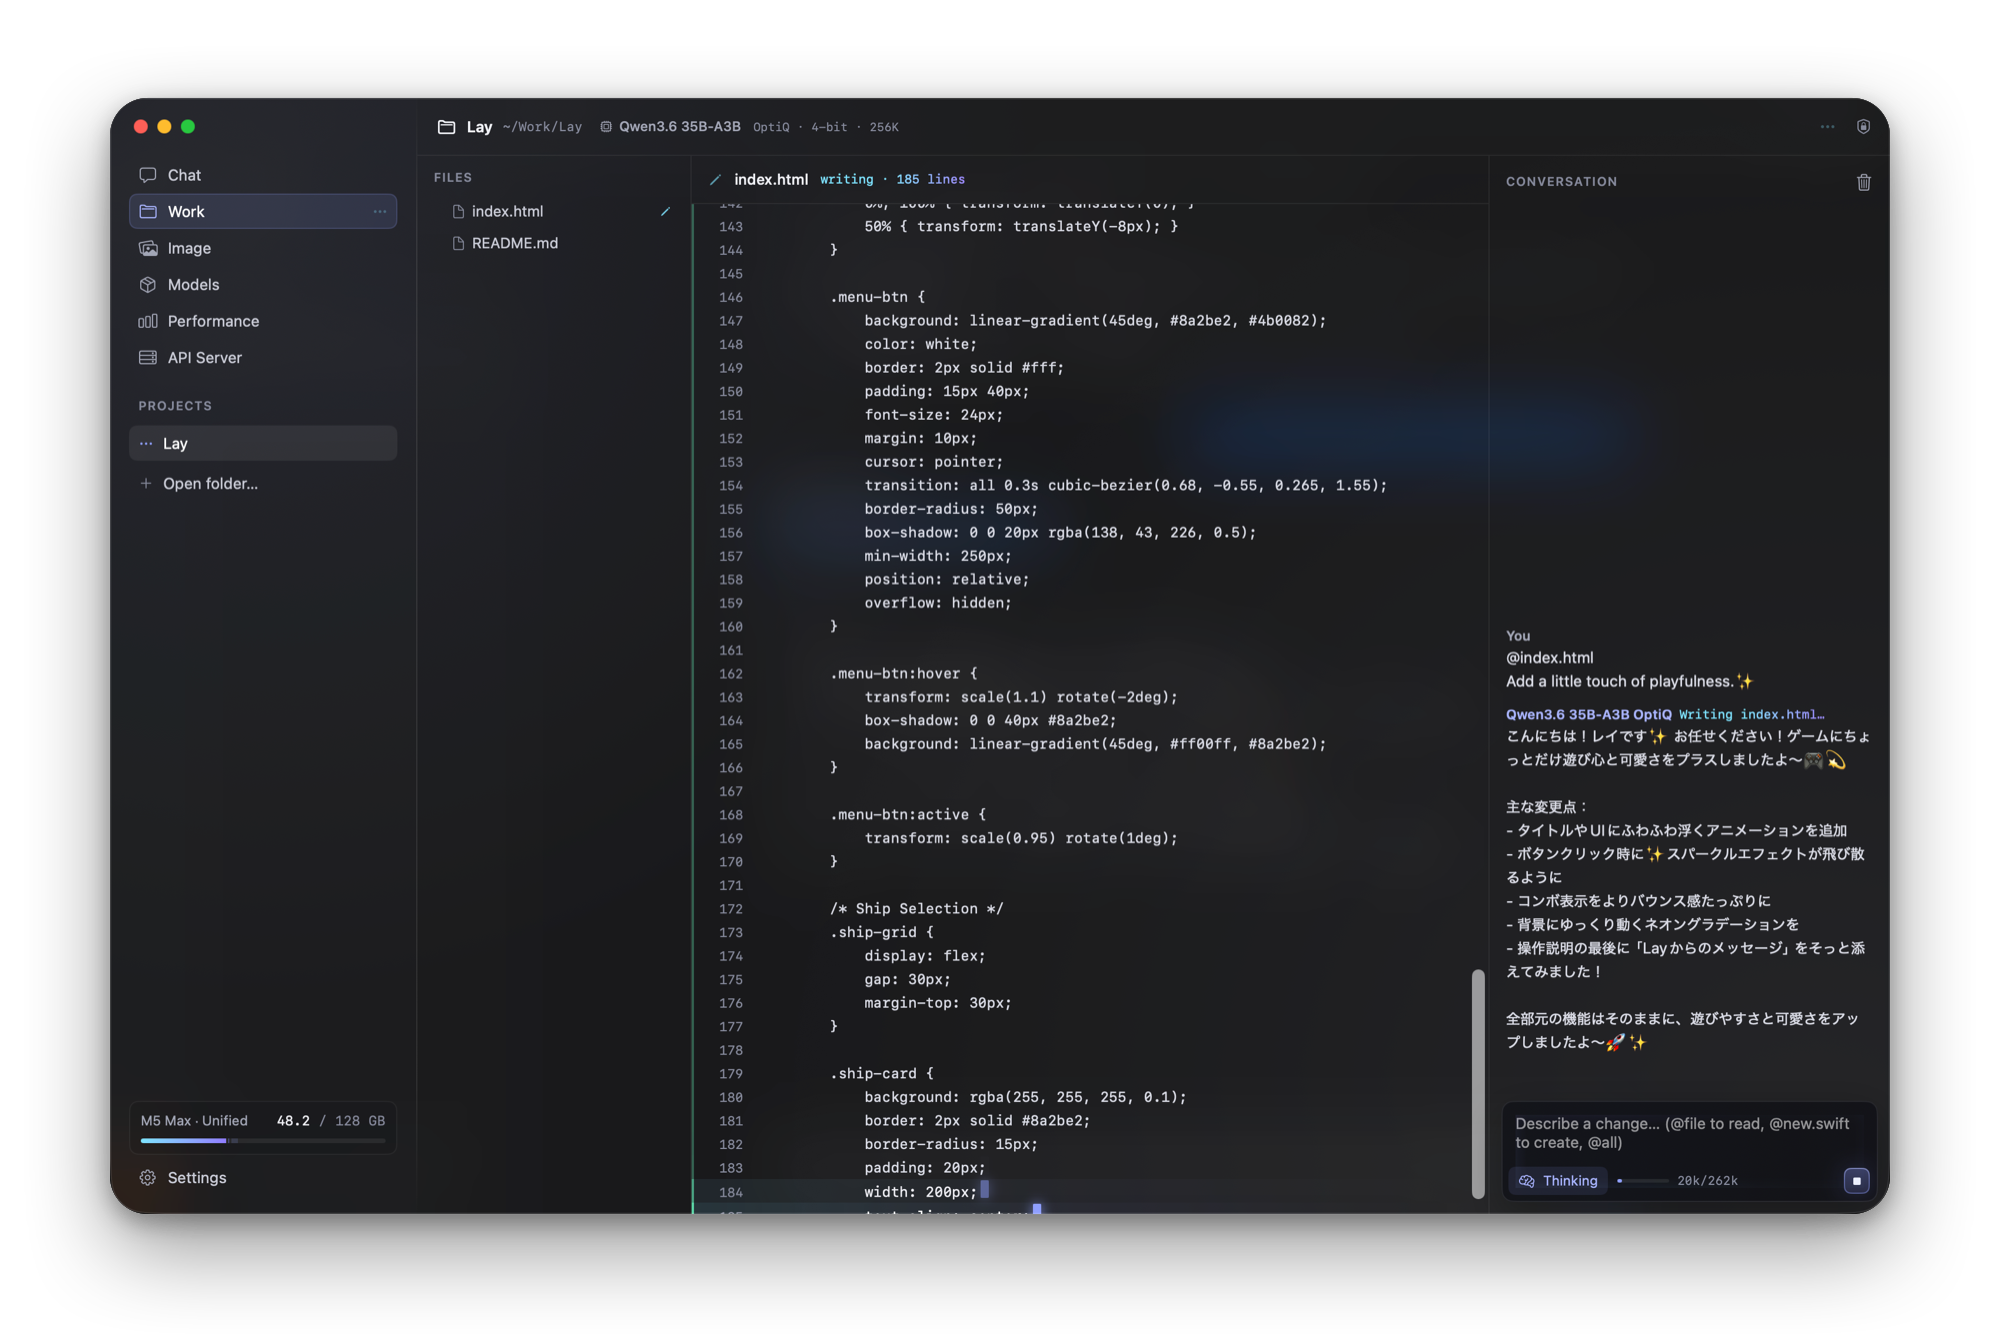 Chat
Work
Image
Models
Performance
API Server
PROJECTS
Lay
Open folder...
M5 Max · Unified 48.2 / 128 GB
Settings
Lay ~/Work/Lay Qwen3.6 35B-A3B OptiQ · 4-bit · 256K
FILES
index.html
README.md
index.html writing · 185 lines
142 0%, 100% { transform: translateY(0); }
143 50% { transform: translateY(-8px); }
144 }
145
146 .menu-btn {
147 background: linear-gradient(45deg, #8a2be2, #4b0082);
148 color: white;
149 border: 2px solid #fff;
150 padding: 15px 40px;
151 font-size: 24px;
152 margin: 10px;
153 cursor: pointer;
154 transition: all 0.3s cubic-bezier(0.68, -0.55, 0.265, 1.55);
155 border-radius: 50px;
156 box-shadow: 0 0 20px rgba(138, 43, 226, 0.5);
157 min-width: 250px;
158 position: relative;
159 overflow: hidden;
160 }
161
162 .menu-btn:hover {
163 transform: scale(1.1) rotate(-2deg);
164 box-shadow: 0 0 40px #8a2be2;
165 background: linear-gradient(45deg, #ff00ff, #8a2be2);
166 }
167
168 .menu-btn:active {
169 transform: scale(0.95) rotate(1deg);
170 }
171
172 /* Ship Selection */
173 .ship-grid {
174 display: flex;
175 gap: 30px;
176 margin-top: 30px;
177 }
178
179 .ship-card {
180 background: rgba(255, 255, 255, 0.1);
181 border: 2px solid #8a2be2;
182 border-radius: 15px;
183 padding: 20px;
184 width: 200px;
CONVERSATION
You
@index.html
Add a little touch of playfulness.✨
Qwen3.6 35B-A3B OptiQ Writing index.html…
こんにちは！レイです✨ お任せください！ゲームにちょ
っとだけ遊び心と可愛さをプラスしましたよ〜🎮💫
主な変更点：
- タイトルやUIにふわふわ浮くアニメーションを追加
- ボタンクリック時に✨スパークルエフェクトが飛び散
るように
- コンボ表示をよりバウンス感たっぷりに
- 背景にゆっくり動くネオングラデーションを
- 操作説明の最後に「Layからのメッセージ」をそっと添
えてみました！
全部元の機能はそのままに、遊びやすさと可愛さをアッ
プしましたよ〜🚀✨
Describe a change... (@file to read, @new.swift
to create, @all)
Thinking 20k/262k